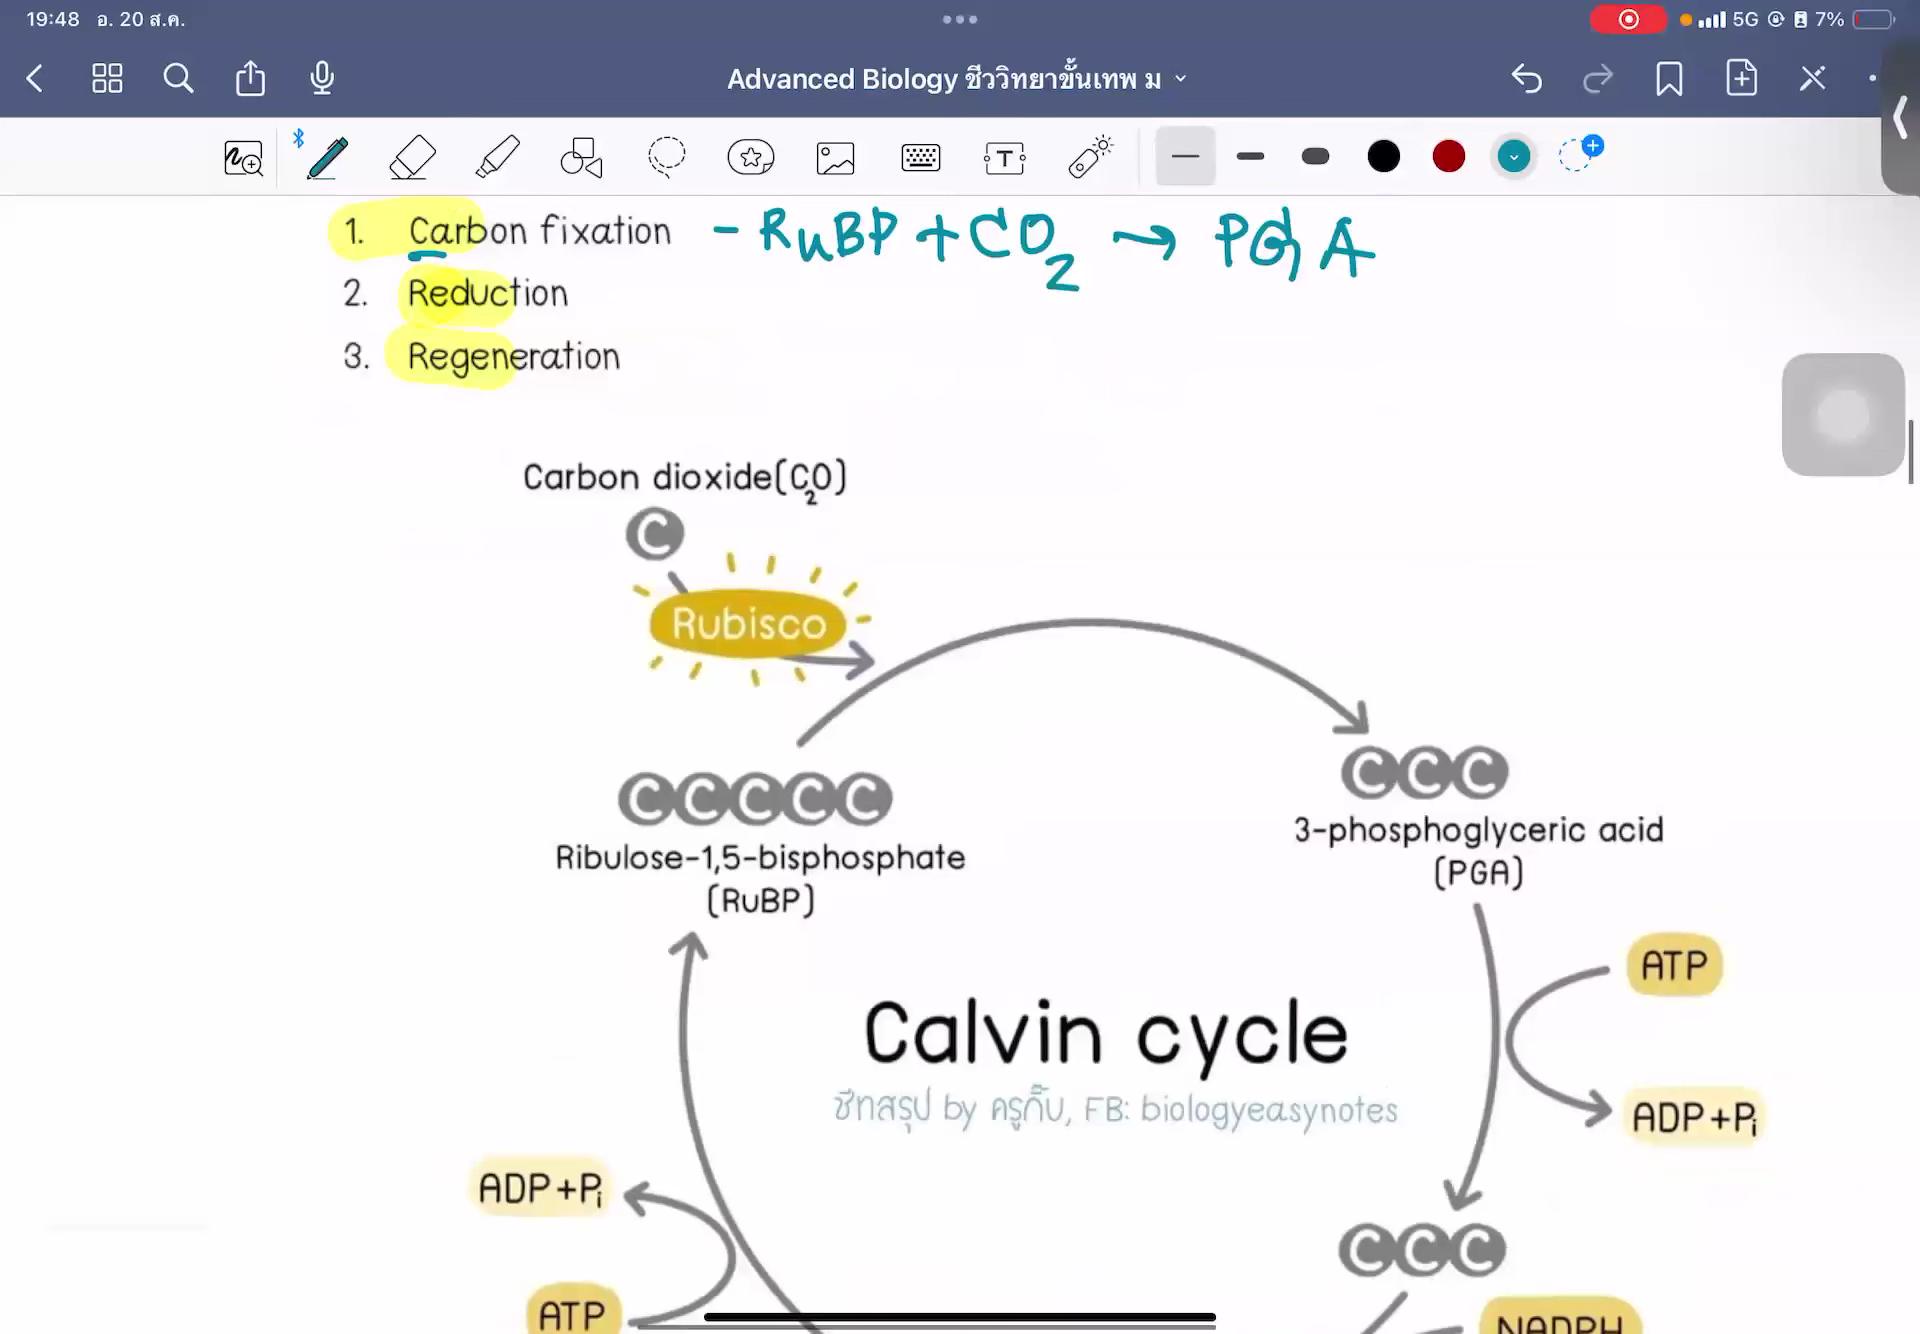 19:48 อ. 20 ส.ค.
5G 7%
Advanced Biology ชีววิทยาขั้นเทพ ม
T
1. Carbon fixation - RuBP + CO2 → PGA
2. Reduction
3. Regeneration
Carbon dioxide(C2O)
C
Rubisco
CCCCC
CCC
Ribulose-1,5-bisphosphate
(RuBP)
3-phosphoglyceric acid
(PGA)
ATP
Calvin cycle
ชีทสรุป by ครูกิ๊บ, FB: biologyeasynotes
ADP+Pi
ADP+Pi
CCC
ATP
NADPH